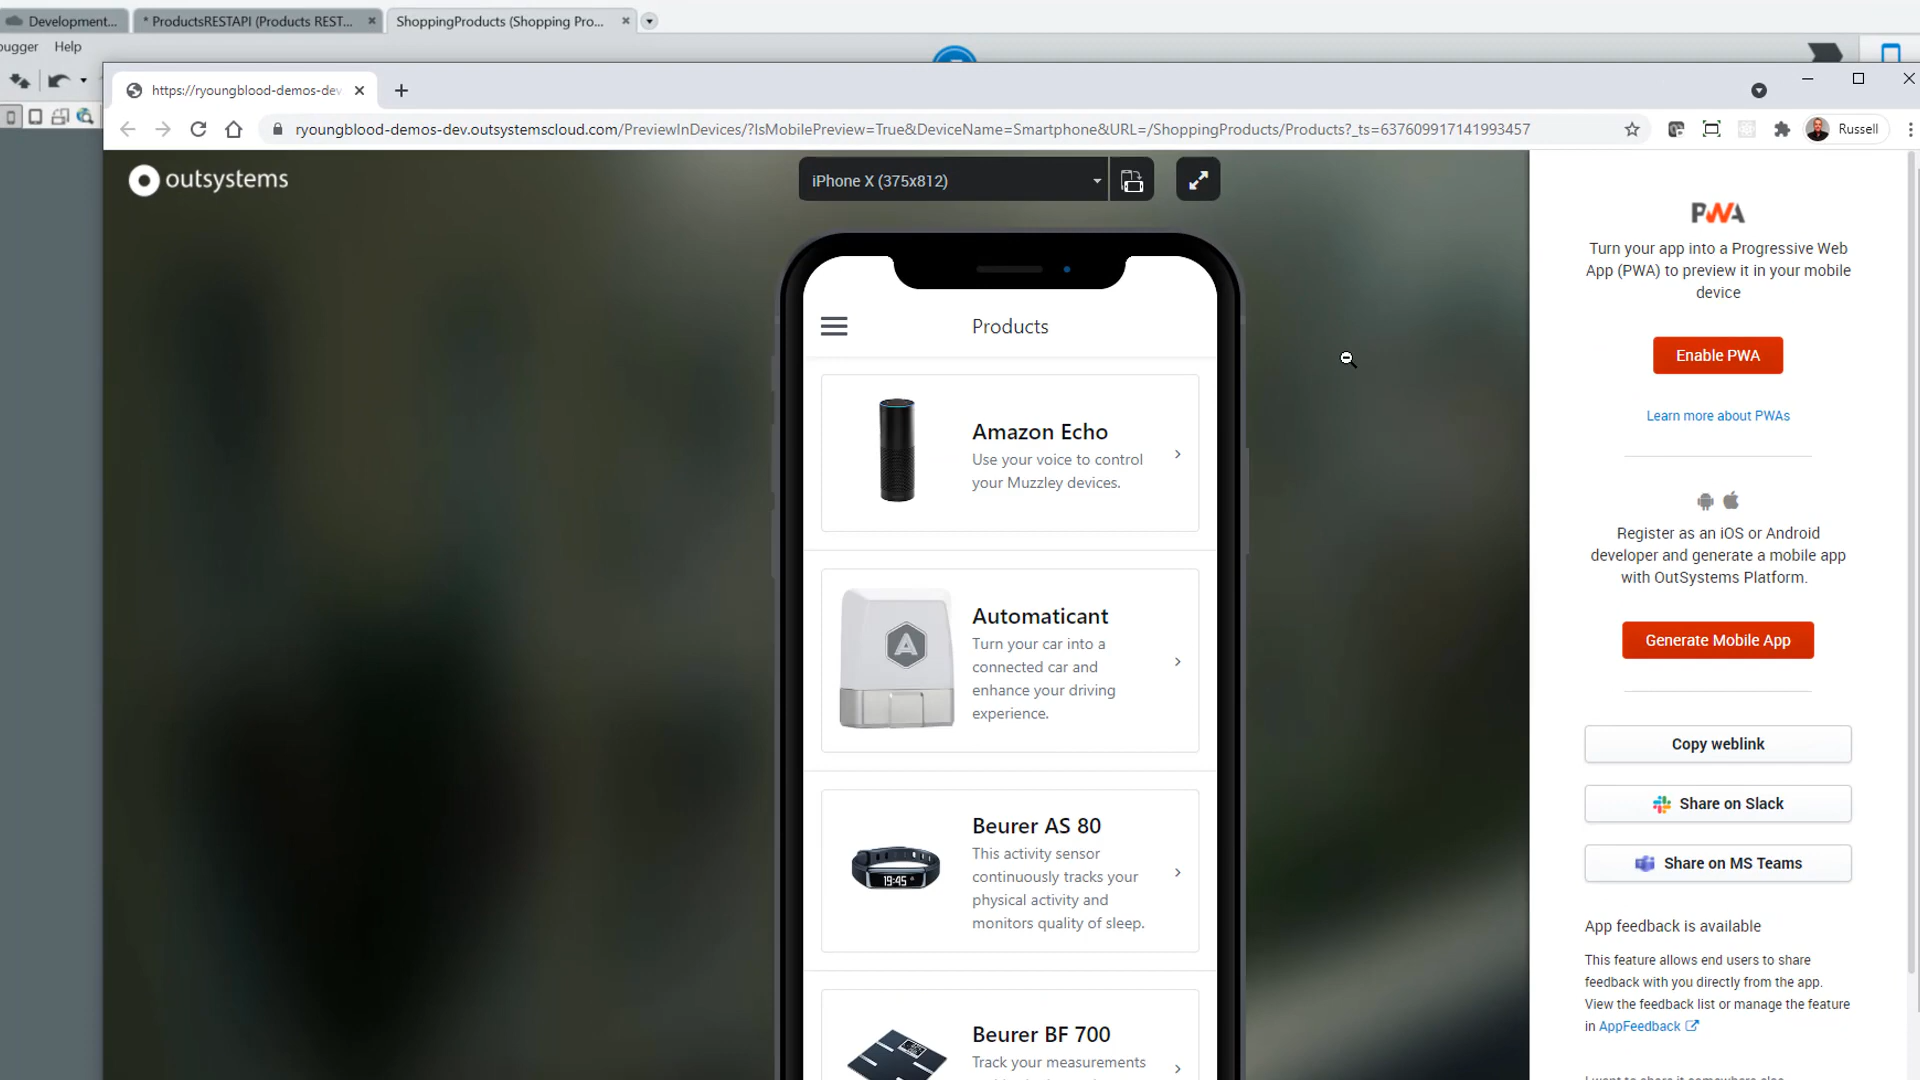 Development...
* ProductsRESTAPI (Products REST...
ShoppingProducts (Shopping Pro...
bugger Help
https://ryoungblood-demos-dev
ryoungblood-demos-dev.outsystemscloud.com/PreviewInDevices/?IsMobilePreview=True&DeviceName=Smartphone&URL=/ShoppingProducts/Products?_ts=637609917141993457
Russell
outsystems
iPhone X (375x812)
Products
Amazon Echo
Use your voice to control
your Muzzley devices.
A
Automaticant
Turn your car into a
connected car and
enhance your driving
experience.
19:45
Beurer AS 80
This activity sensor
continuously tracks your
physical activity and
monitors quality of sleep.
Beurer BF 700
Track your measurements
PWA
Turn your app into a Progressive Web
App (PWA) to preview it in your mobile
device
Enable PWA
Learn more about PWAs
Register as an iOS or Android
developer and generate a mobile app
with OutSystems Platform.
Generate Mobile App
Copy weblink
Share on Slack
Share on MS Teams
App feedback is available
This feature allows end users to share
feedback with you directly from the app.
View the feedback list or manage the feature
in AppFeedback